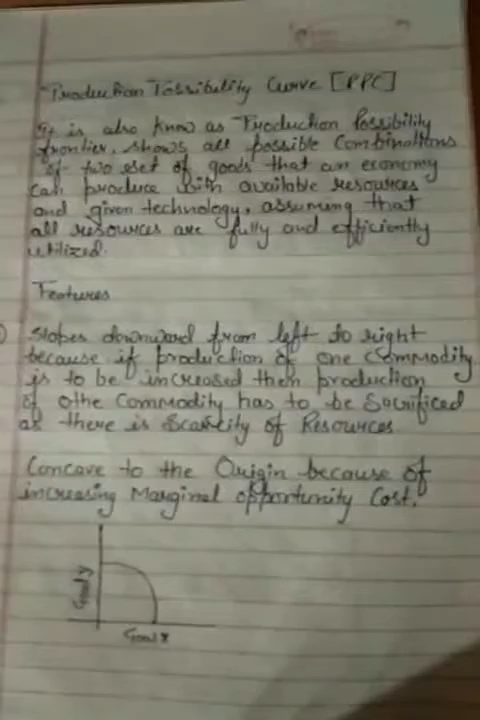 Production Possibility Curve [PPC]
It is also know as Production Possibility
frontier, shows all possible Combinations
of two set of goods that an economy
can produce with available resources
and given technology, assuming that
all resources are fully and efficiently
utilized.
Features
Slopes downward from left to right
because if production of one Commodity
is to be increased then production
of othe Commodity has to be Sacrificed
as there is Scarcity of Resources
Concave to the Origin because of
increasing Marginal opportunity Cost.
Good y
Good x